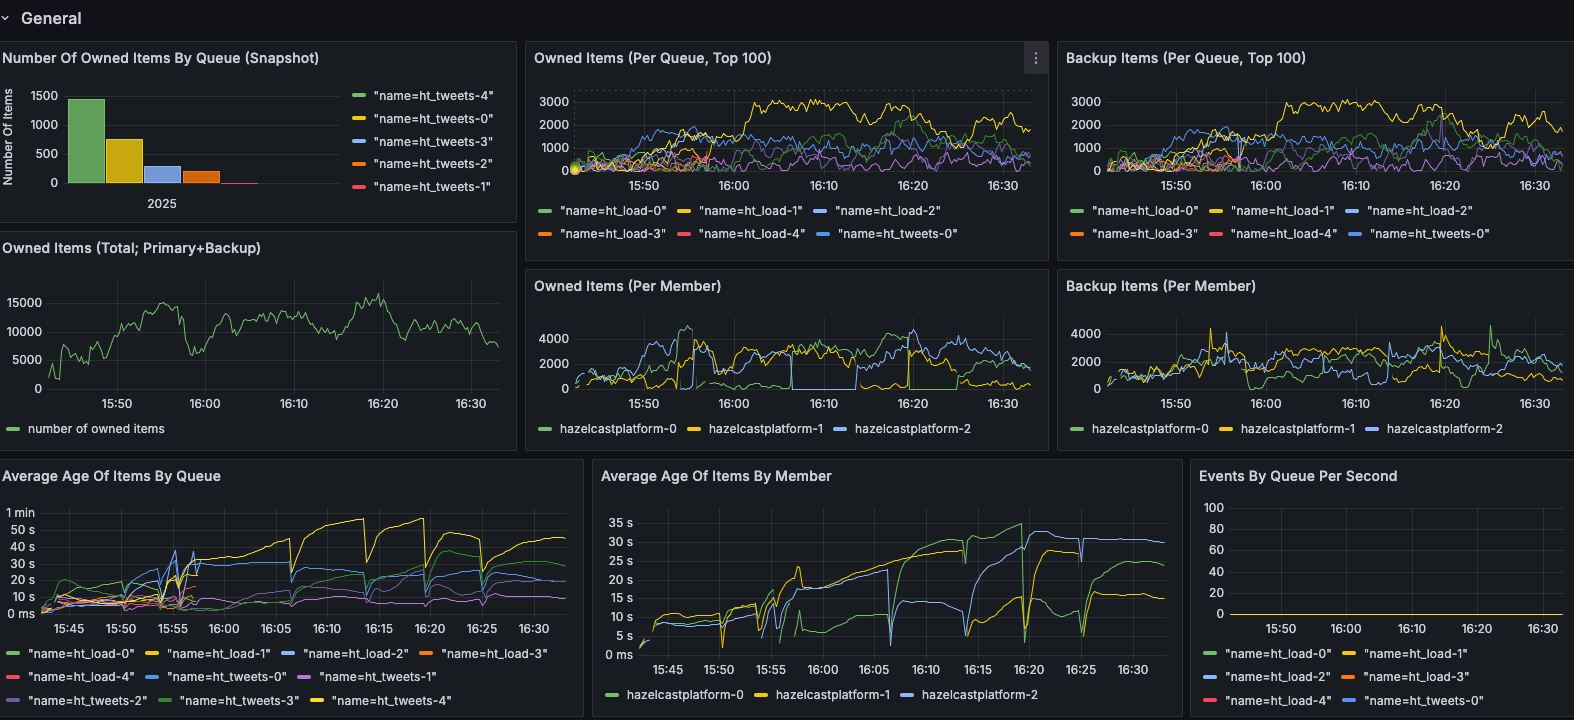 General
Number Of Owned Items By Queue (Snapshot)
Number Of Items
1500
1000
500
0
2025
"name=ht_tweets-4"
"name=ht_tweets-0"
"name=ht_tweets-3"
"name=ht_tweets-2"
"name=ht_tweets-1"
Owned Items (Per Queue, Top 100)
3000
2000
1000
0
15:50 16:00 16:10 16:20 16:30
"name=ht_load-0" "name=ht_load-1" "name=ht_load-2"
"name=ht_load-3" "name=ht_load-4" "name=ht_tweets-0"
Backup Items (Per Queue, Top 100)
3000
2000
1000
0
15:50 16:00 16:10 16:20 16:30
"name=ht_load-0" "name=ht_load-1" "name=ht_load-2"
"name=ht_load-3" "name=ht_load-4" "name=ht_tweets-0"
Owned Items (Total; Primary+Backup)
15000
10000
5000
0
15:50 16:00 16:10 16:20 16:30
number of owned items
Owned Items (Per Member)
4000
2000
0
15:50 16:00 16:10 16:20 16:30
hazelcastplatform-0 hazelcastplatform-1 hazelcastplatform-2
Backup Items (Per Member)
4000
2000
0
15:50 16:00 16:10 16:20 16:30
hazelcastplatform-0 hazelcastplatform-1 hazelcastplatform-2
Average Age Of Items By Queue
1 min
50 s
40 s
30 s
20 s
10 s
0 ms
15:45 15:50 15:55 16:00 16:05 16:10 16:15 16:20 16:25 16:30
"name=ht_load-0" "name=ht_load-1" "name=ht_load-2" "name=ht_load-3"
"name=ht_load-4" "name=ht_tweets-0" "name=ht_tweets-1"
"name=ht_tweets-2" "name=ht_tweets-3" "name=ht_tweets-4"
Average Age Of Items By Member
35 s
30 s
25 s
20 s
15 s
10 s
5 s
0 ms
15:45 15:50 15:55 16:00 16:05 16:10 16:15 16:20 16:25 16:30
hazelcastplatform-0 hazelcastplatform-1 hazelcastplatform-2
Events By Queue Per Second
100
80
60
40
20
0
15:50 16:00 16:10 16:20 16:30
"name=ht_load-0" "name=ht_load-1"
"name=ht_load-2" "name=ht_load-3"
"name=ht_load-4" "name=ht_tweets-0"